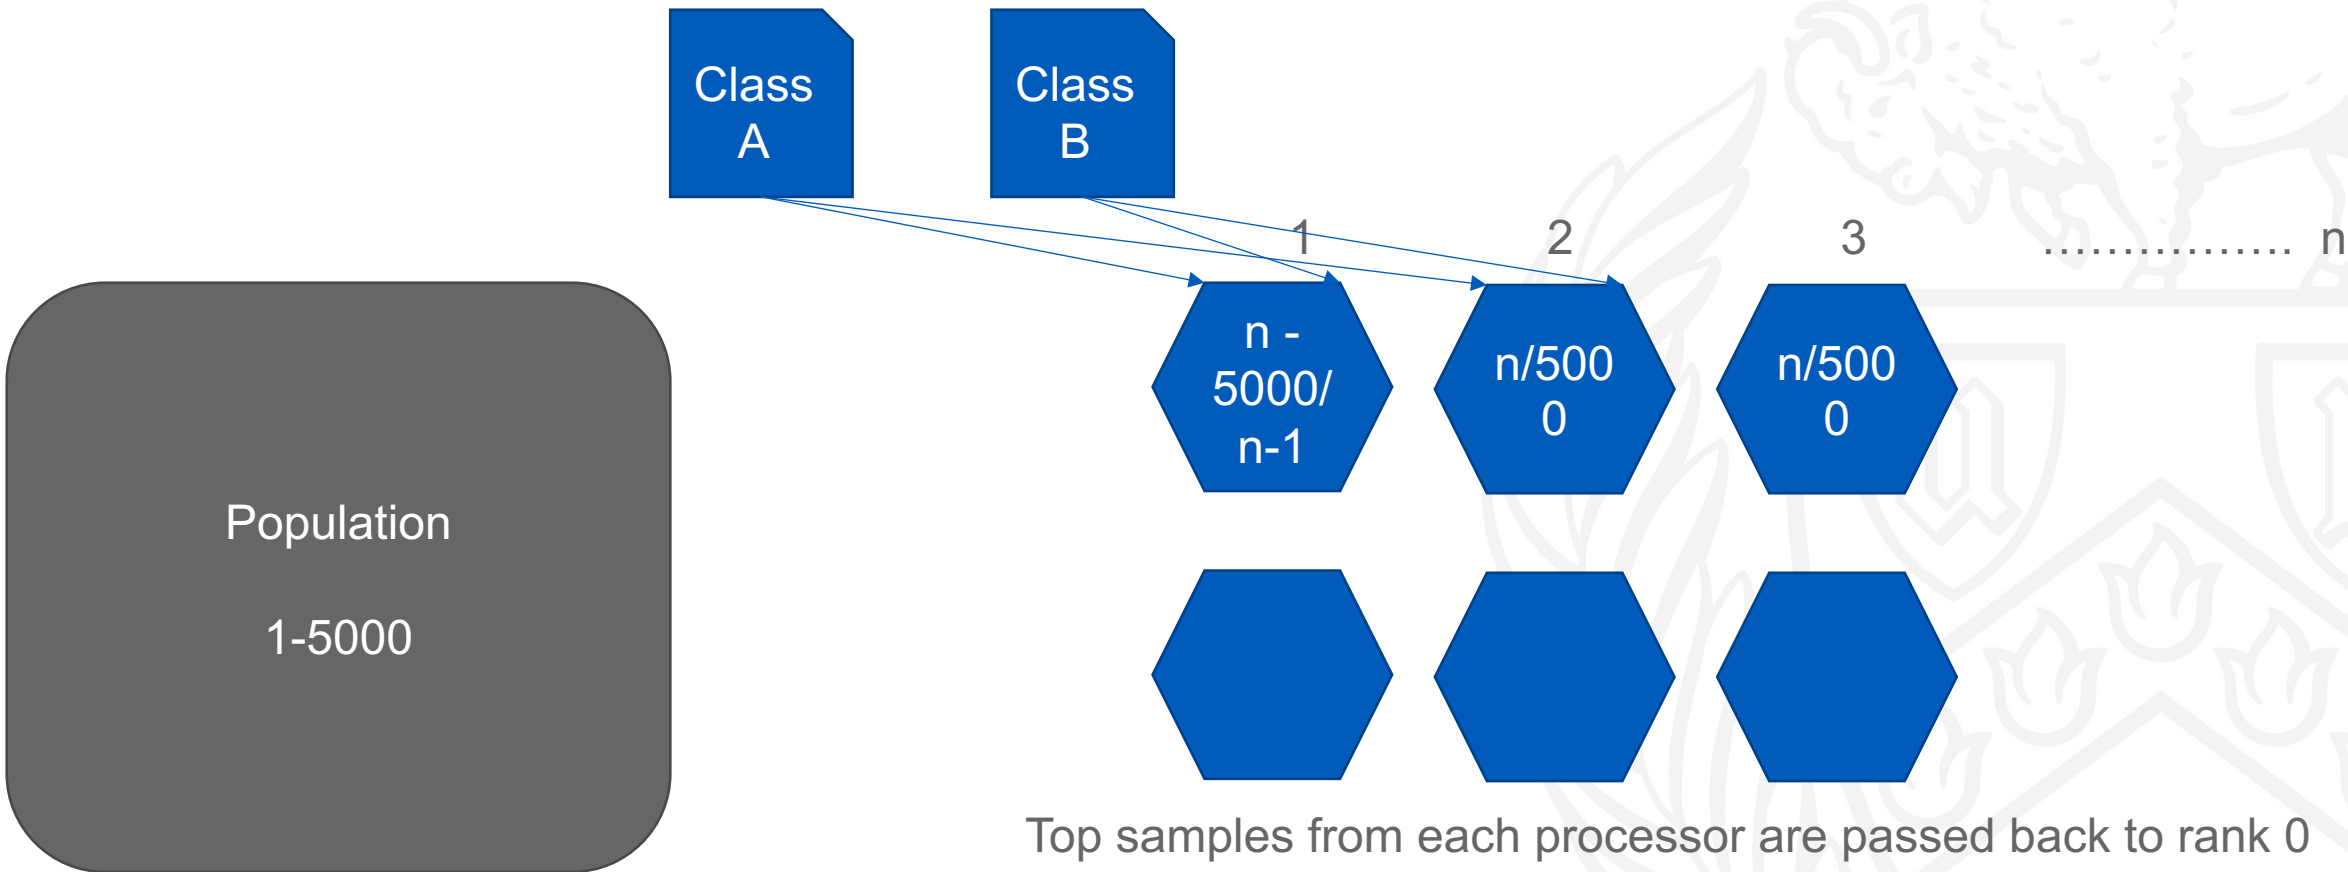 Class
A
Class
B
1
2
3
................ n
n -
5000/
n-1
n/500
0
n/500
0
Population
1-5000
Top samples from each processor are passed back to rank 0